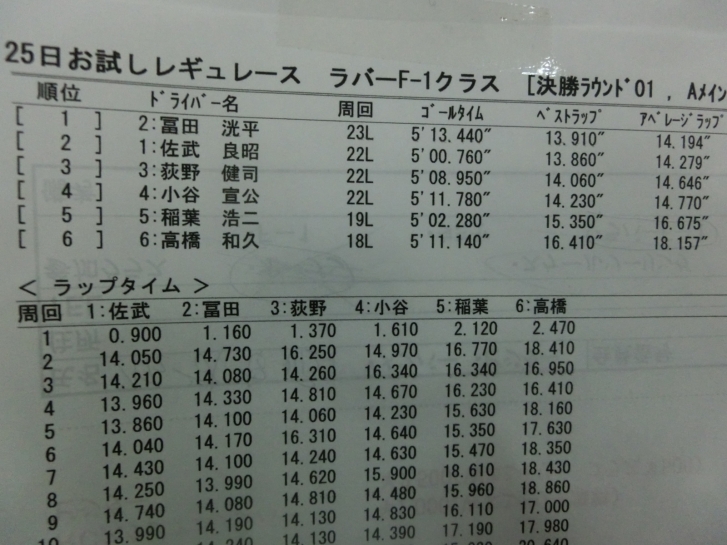 25日お試しレギュレース ラバーF-1クラス [決勝ラウンド01 , Aメイン
順位 ドライバー名 周回 ゴールタイム ベストラップ アベレージラップ
[ 1 ] 2:冨田 洸平 23L 5'13.440" 13.910" 14.194"
[ 2 ] 1:佐武 良昭 22L 5'00.760" 13.860" 14.279"
[ 3 ] 3:荻野 健司 22L 5'08.950" 14.060" 14.646"
[ 4 ] 4:小谷 宣公 22L 5'11.780" 14.230" 14.770"
[ 5 ] 5:稲葉 浩二 19L 5'02.280" 15.350" 16.675"
[ 6 ] 6:高橋 和久 18L 5'11.140" 16.410" 18.157"
< ラップタイム >
周回 1:佐武 2:冨田 3:荻野 4:小谷 5:稲葉 6:高橋
1 0.900 1.160 1.370 1.610 2.120 2.470
2 14.050 14.730 16.250 14.970 16.770 18.410
3 14.210 14.080 14.260 16.340 16.340 16.950
4 13.960 14.330 14.810 14.670 16.230 16.410
5 13.860 14.100 14.060 14.230 15.630 18.160
6 14.040 14.170 16.310 14.640 15.350 17.630
7 14.430 14.100 14.240 14.630 15.470 18.350
8 14.250 13.990 14.620 15.900 18.610 18.430
9 14.740 14.080 14.810 14.480 15.960 18.860
10 13.990 14.190 14.130 14.830 16.110 17.000
14.130 14.390 17.190 17.980